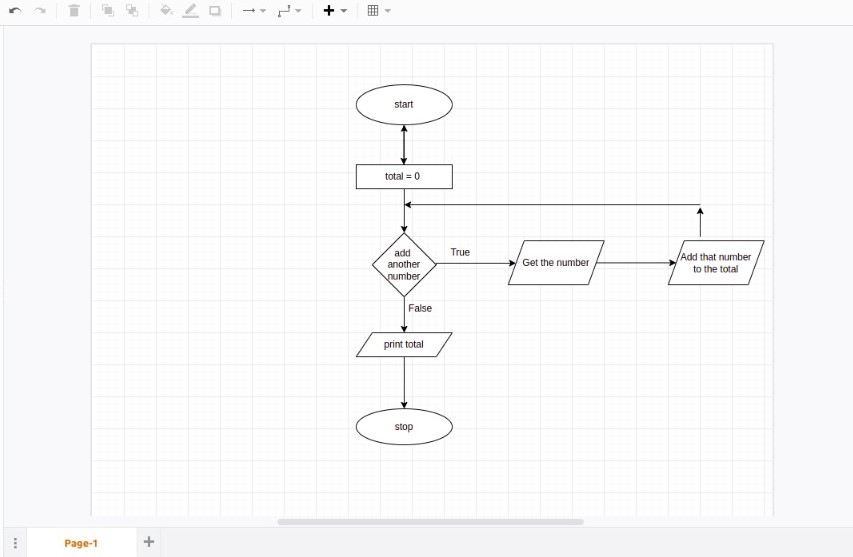 start
total = 0
add
another
number
True
Get the number
Add that number
to the total
False
print total
stop
Page-1